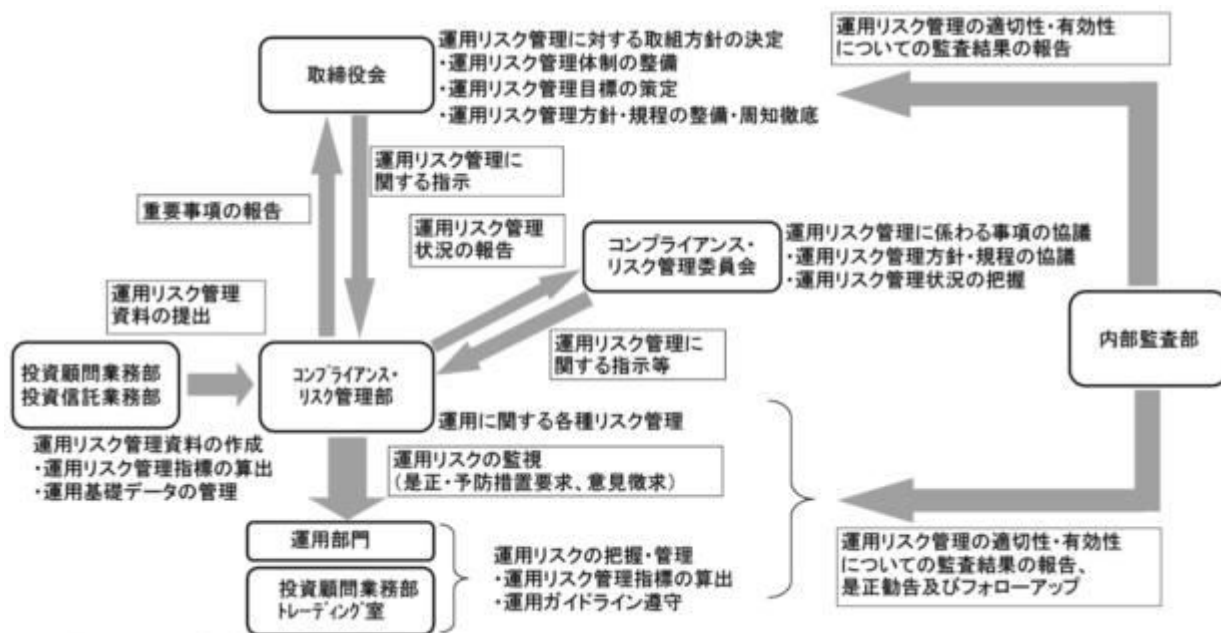 取締役会
運用リスク管理に対する取組方針の決定
・運用リスク管理体制の整備
・運用リスク管理目標の策定
・運用リスク管理方針・規程の整備・周知徹底
運用リスク管理の適切性・有効性
についての監査結果の報告
運用リスク管理に
関する指示
重要事項の報告
運用リスク管理
状況の報告
コンプライアンス・
リスク管理委員会
運用リスク管理に係わる事項の協議
・運用リスク管理方針・規程の協議
・運用リスク管理状況の把握
運用リスク管理
資料の提出
内部監査部
投資顧問業務部
投資信託業務部
コンプライアンス・
リスク管理部
運用リスク管理に
関する指示等
運用に関する各種リスク管理
運用リスク管理資料の作成
・運用リスク管理指標の算出
・運用基礎データの管理
運用リスクの監視
（是正・予防措置要求、意見徴求）
運用部門
投資顧問業務部
トレーディング室
運用リスクの把握・管理
・運用リスク管理指標の算出
・運用ガイドライン遵守
運用リスク管理の適切性・有効性
についての監査結果の報告、
是正勧告及びフォローアップ